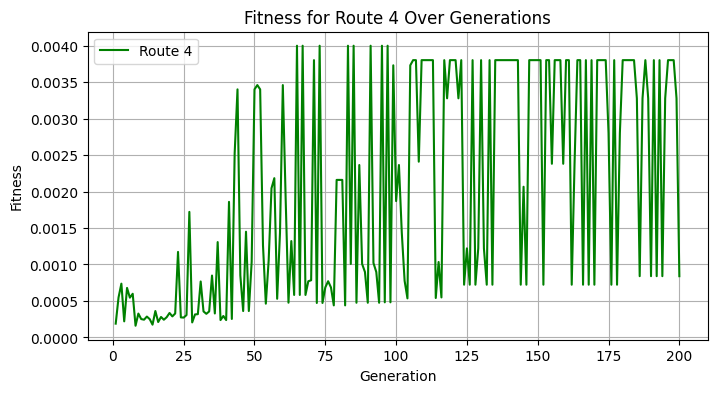 Fitness for Route 4 Over Generations
Route 4
0.0040
0.0035
0.0030
0.0025
0.0020
0.0015
0.0010
0.0005
0.0000
Fitness
0 25 50 75 100 125 150 175 200
Generation